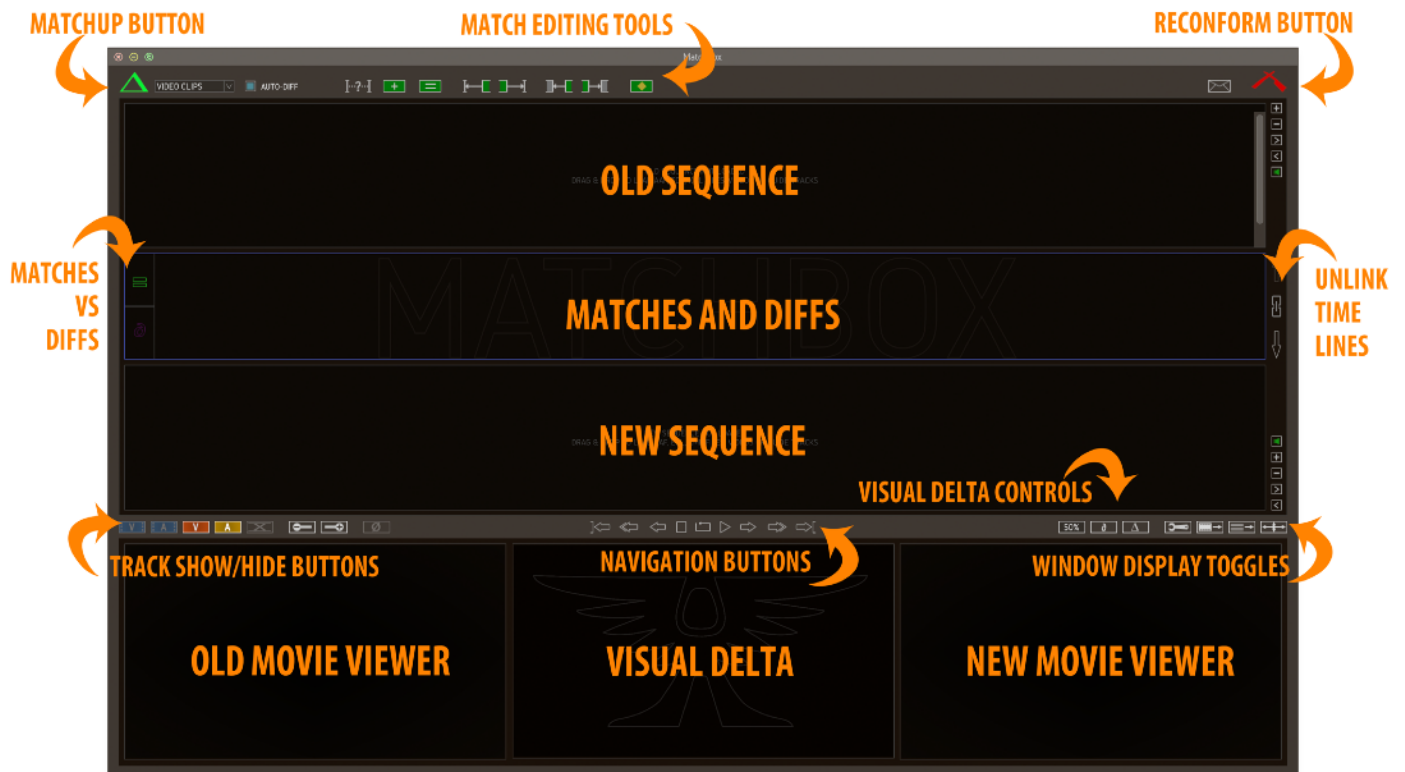 MATCHUP BUTTON
MATCH EDITING TOOLS
RECONFORM BUTTON
VIDEO CLIPS
AUTO-DIFF
[--?--]
OLD SEQUENCE
MATCHES
VS
DIFFS
MATCHBOX
MATCHES AND DIFFS
UNLINK
TIME
LINES
NEW SEQUENCE
VISUAL DELTA CONTROLS
V A V A
50%
TRACK SHOW/HIDE BUTTONS
NAVIGATION BUTTONS
WINDOW DISPLAY TOGGLES
OLD MOVIE VIEWER
VISUAL DELTA
NEW MOVIE VIEWER